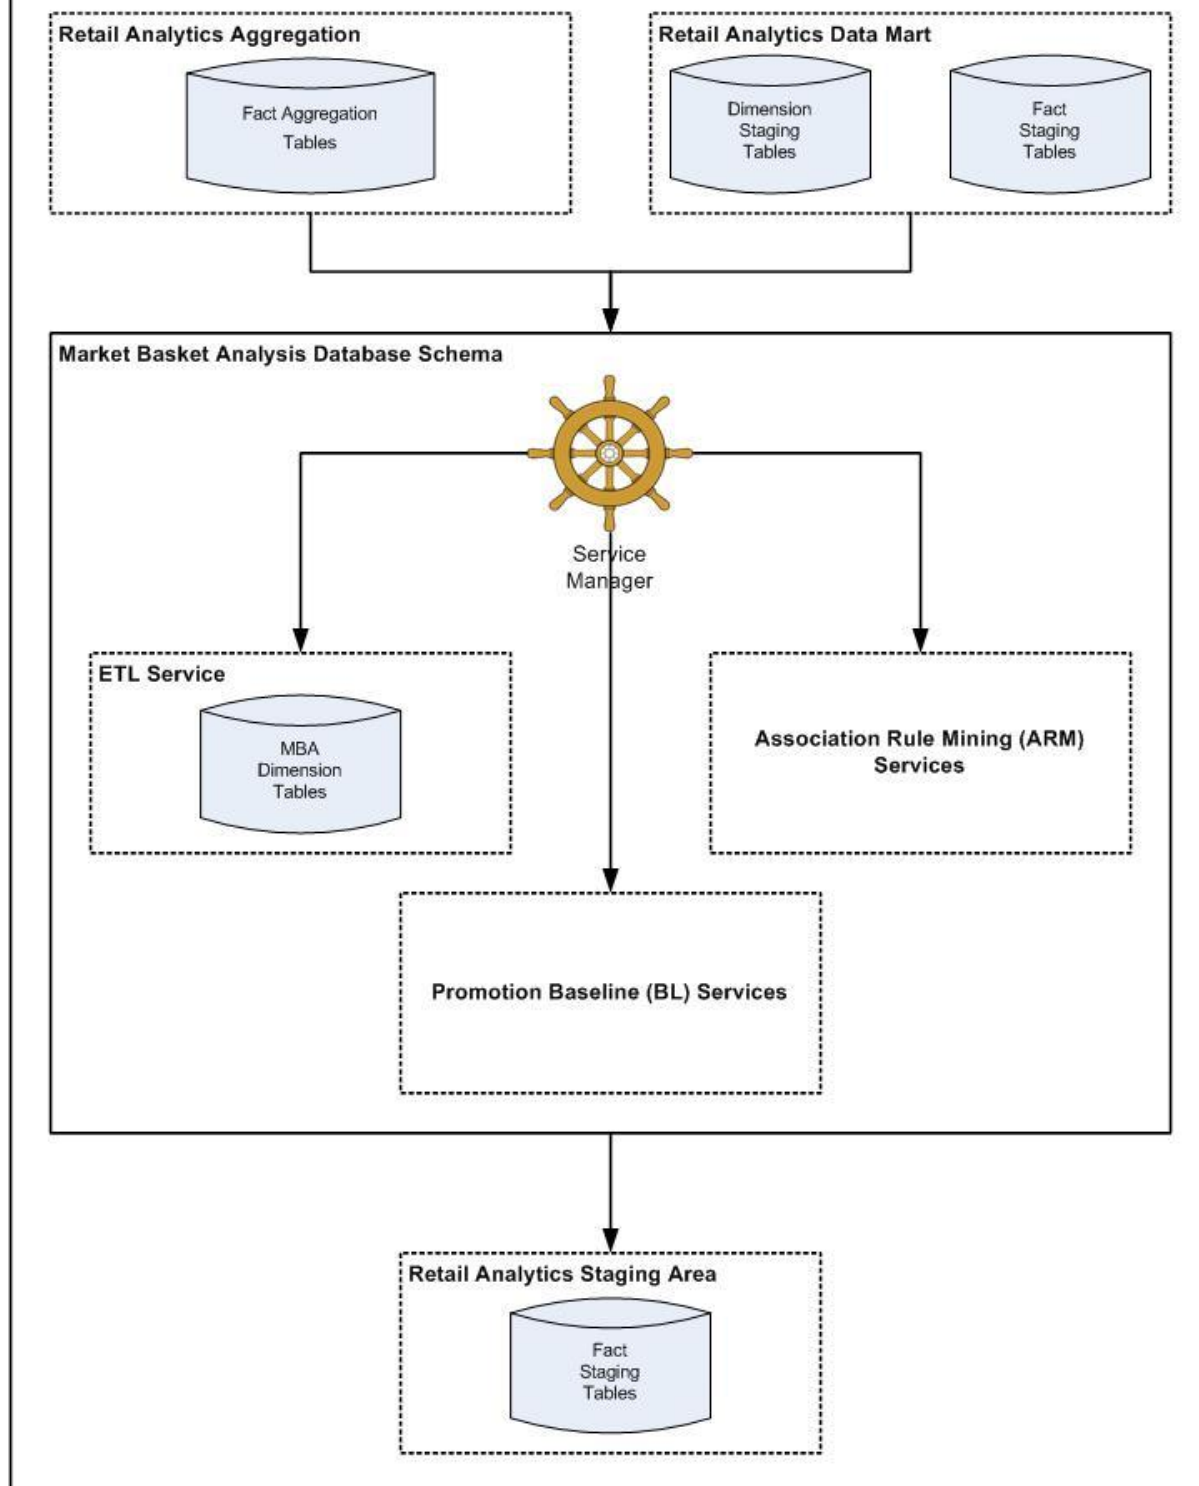 Retail Analytics Aggregation
Fact Aggregation
Tables
Retail Analytics Data Mart
Dimension
Staging
Tables
Fact
Staging
Tables
Market Basket Analysis Database Schema
Service
Manager
ETL Service
MBA
Dimension
Tables
Association Rule Mining (ARM)
Services
Promotion Baseline (BL) Services
Retail Analytics Staging Area
Fact
Staging
Tables